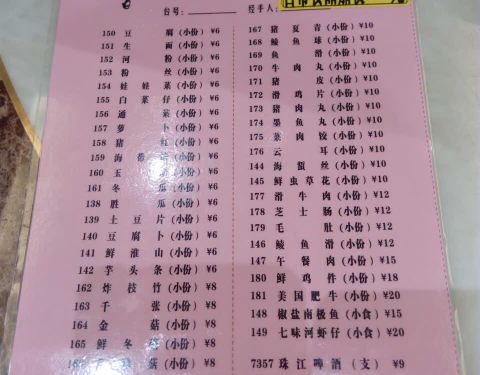 台号:
经手人:
150 豆腐(小份) ¥6
151 生面(小份) ¥6
152 河粉(小份) ¥6
153 粉丝(小份) ¥6
154 娃娃菜(小份) ¥6
155 白菜仔(小份) ¥6
156 通菜(小份) ¥6
157 萝卜(小份) ¥6
158 猪红(小份) ¥6
159 海带(小份) ¥6
160 玉(小份) ¥6
161 冬瓜(小份) ¥6
138 胜瓜(小份) ¥6
139 土豆片(小份) ¥6
140 豆腐卜(小份) ¥6
141 鲜淮山(小份) ¥6
142 芋头条(小份) ¥6
162 炸枝竹(小份) ¥8
163 千张(小份) ¥8
164 金菇(小份) ¥8
165 鲜冬菇(小份) ¥8
菇(小份) ¥8
167 猪夏青(小份) ¥10
168 鲮鱼球(小份) ¥10
169 鱼滑(小份) ¥10
170 牛肉丸(小份) ¥10
171 猪皮(小份) ¥10
172 滑鸡片(小份) ¥10
173 猪肉丸(小份) ¥10
174 墨鱼丸(小份) ¥10
175 菜肉饺(小份) ¥10
176 云耳(小份) ¥10
144 海蜇丝(小份) ¥10
145 鲜虫草花(小份) ¥10
177 滑牛肉(小份) ¥12
178 芝士肠(小份) ¥12
179 毛肚(小份) ¥12
146 鲮鱼滑(小份) ¥12
147 午餐肉(小份) ¥15
180 鲜鸡件(小份) ¥18
181 美国肥牛(小份) ¥20
148 椒盐南极鱼(小食) ¥15
149 七味河虾仔(小食) ¥20
7357 珠江啤酒(支) ¥9